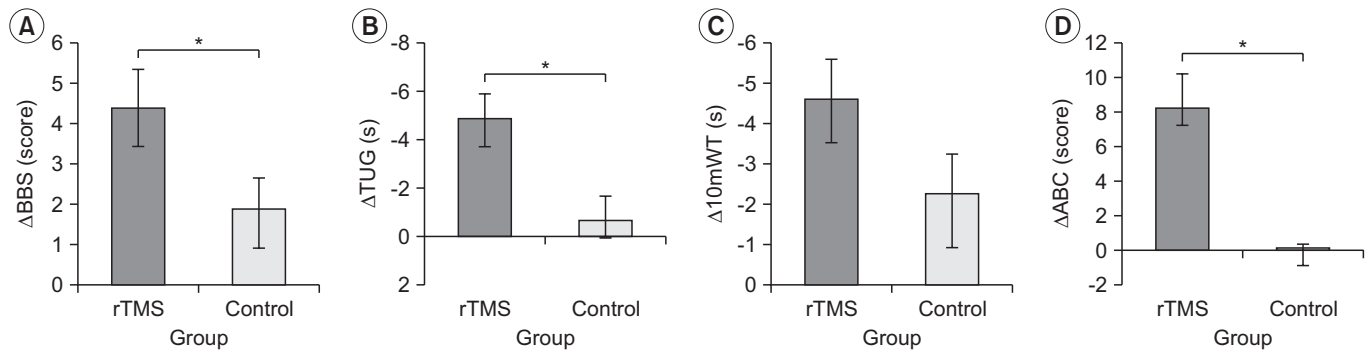 A
ΔBBS (score)
6
5
4
3
2
1
0
*
rTMS Control
Group
B
ΔTUG (s)
-8
-6
-4
-2
0
2
*
rTMS Control
Group
C
Δ10mWT (s)
-6
-5
-4
-3
-2
-1
0
rTMS Control
Group
D
ΔABC (score)
12
10
8
6
4
2
0
-2
*
rTMS Control
Group